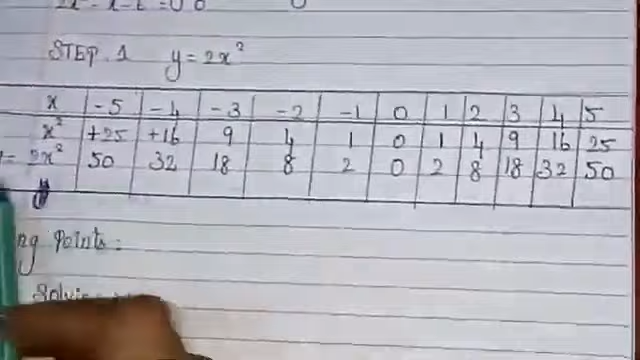 STEP. 1 y = 2x²
x -5 -4 -3 -2 -1 0 1 2 3 4 5
x² +25 +16 9 4 1 0 1 4 9 16 25
= 2x² 50 32 18 8 2 0 2 8 18 32 50
ng Points: